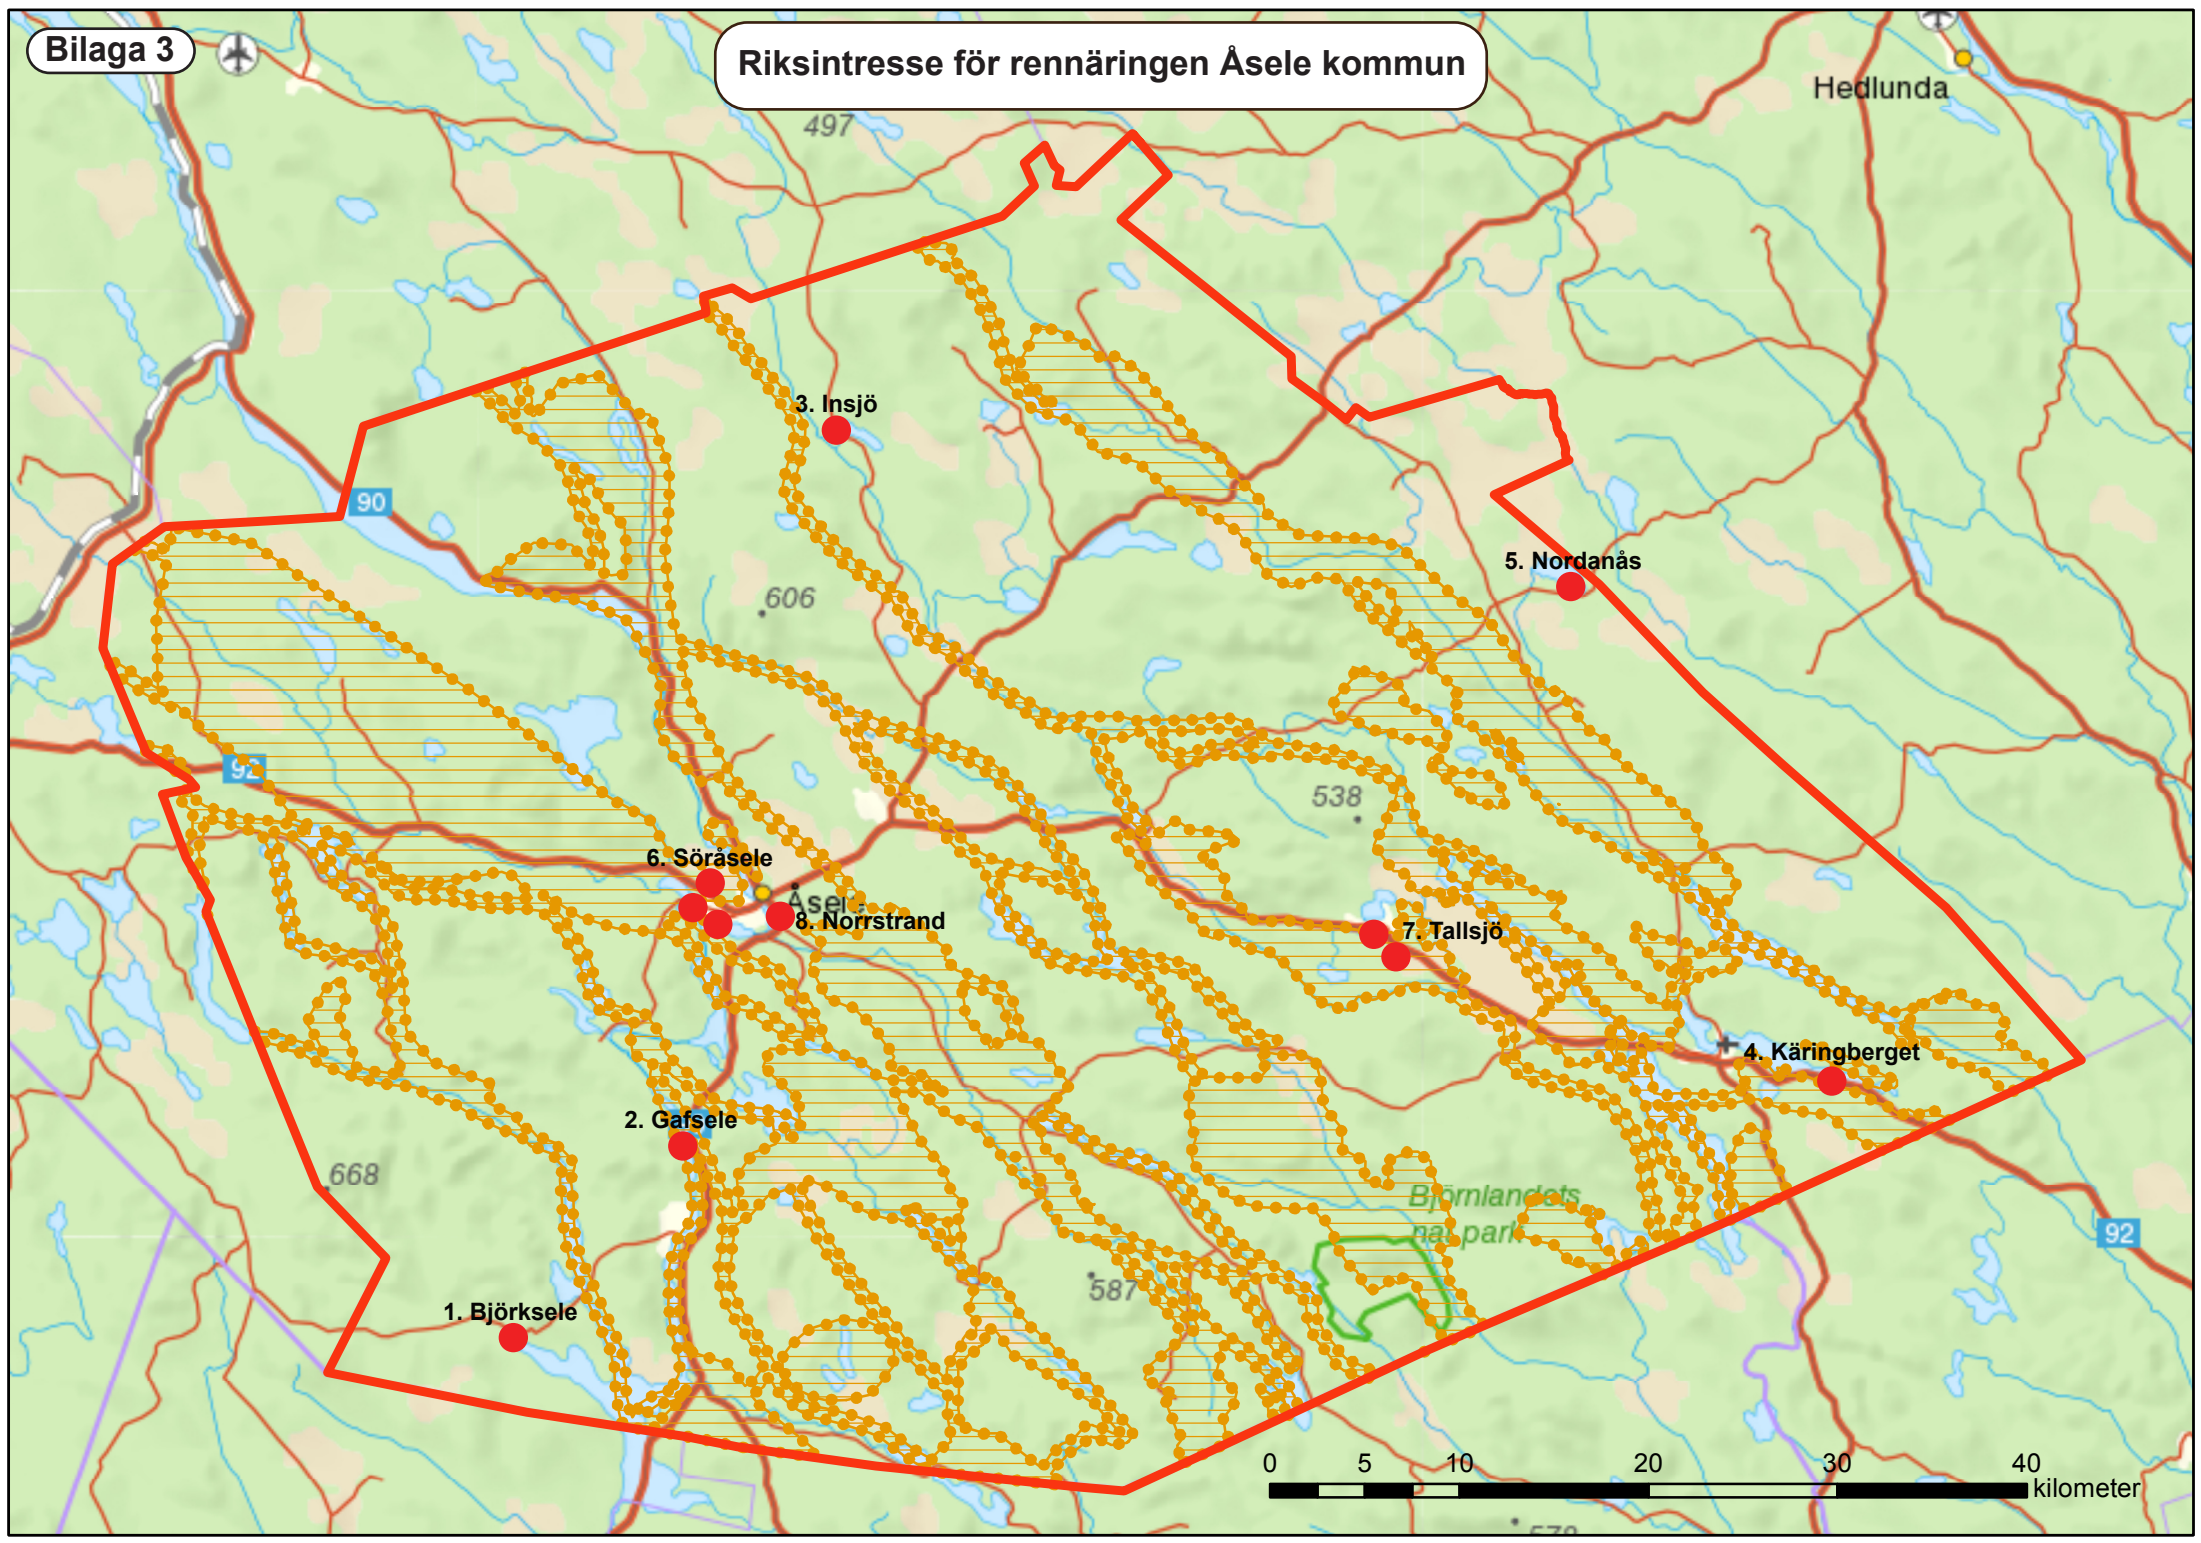 Bilaga 3
Riksintresse för rennäringen Åsele kommun
Hedlunda
497
3. Insjö
90
5. Nordanås
606
92
538
6. Söråsele
Åsele
8. Norrstrand
7. Tallsjö
4. Käringberget
2. Gafsele
668
Björnlandets
nat park
92
587
1. Björksele
0 5 10 20 30 40
kilometer